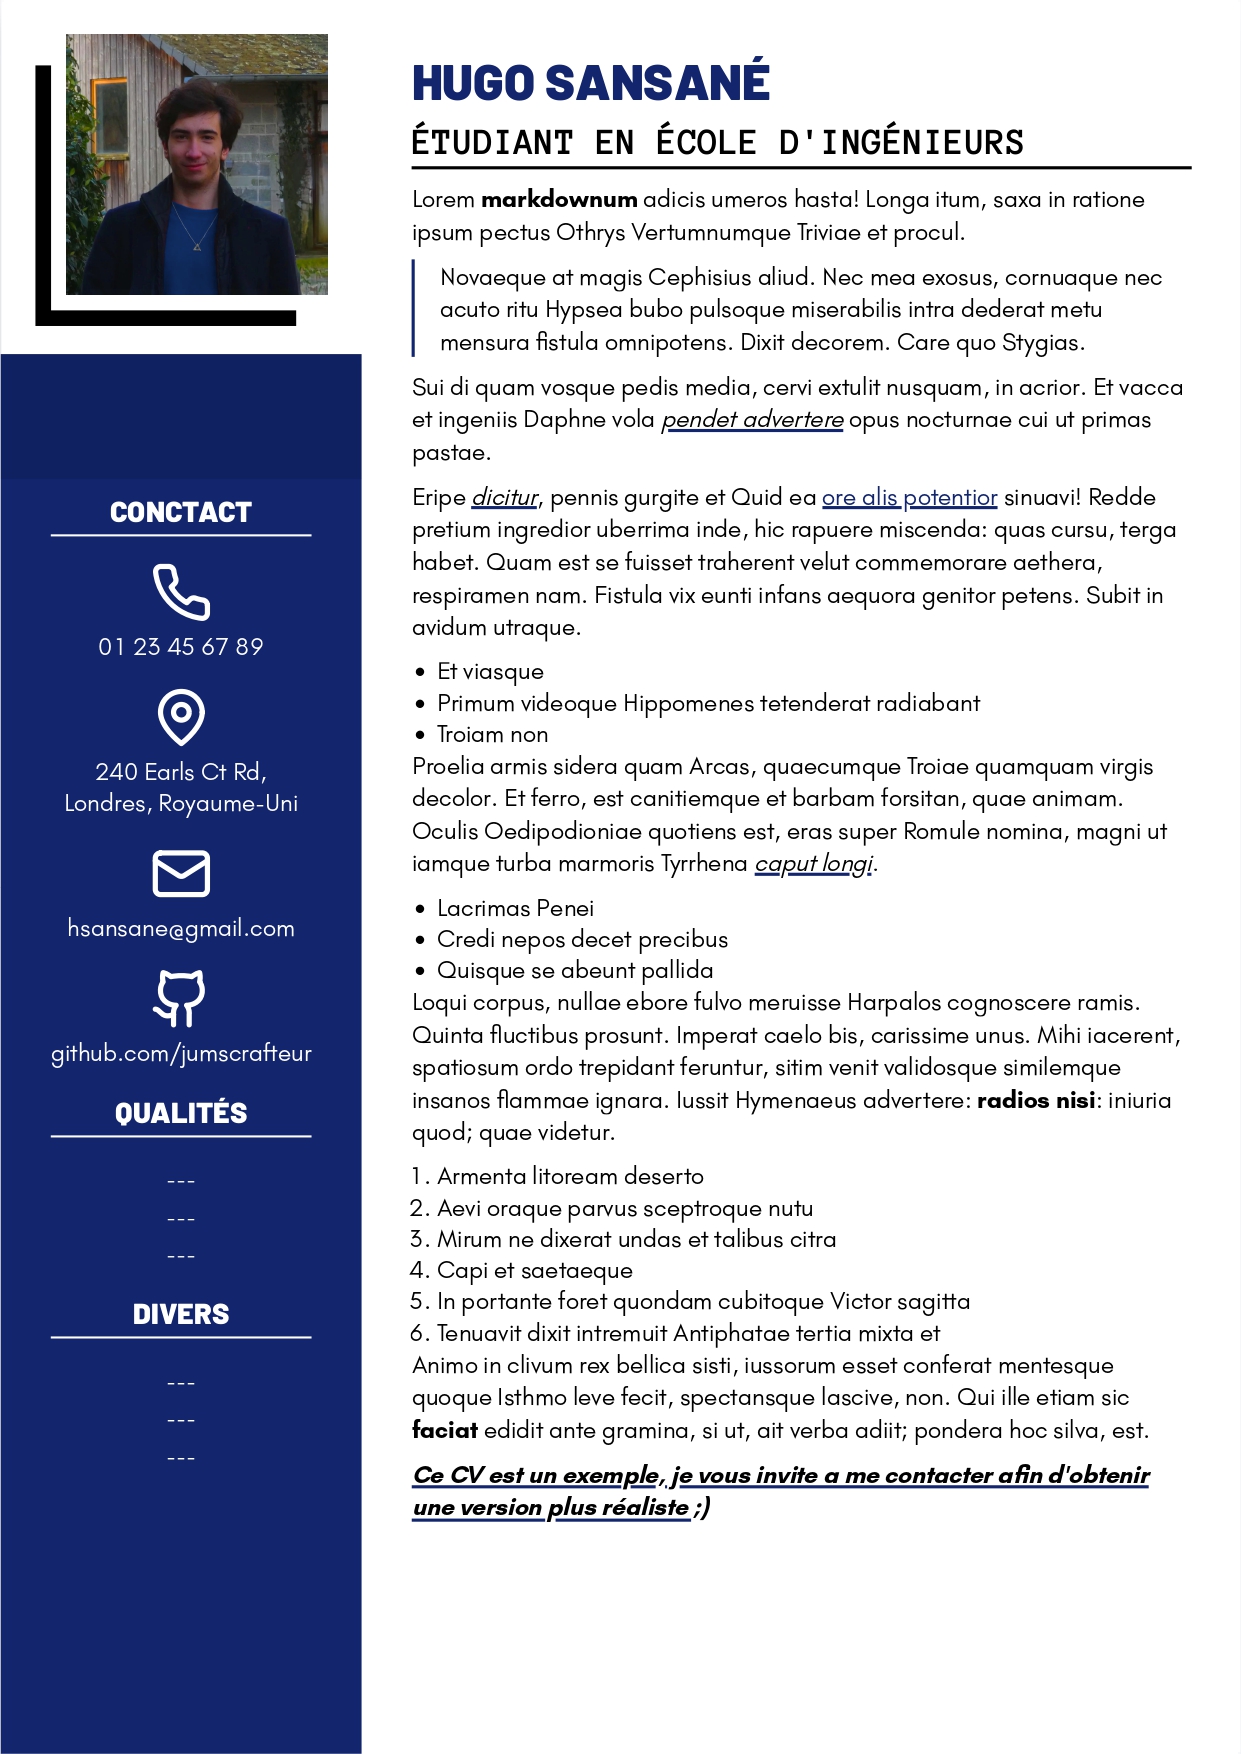 HUGO SANSANÉ
ÉTUDIANT EN ÉCOLE D'INGÉNIEURS
Lorem markdownum adicis umeros hasta! Longa itum, saxa in ratione
ipsum pectus Othrys Vertumnumque Triviae et procul.
Novaeque at magis Cephisius aliud. Nec mea exosus, cornuaque nec
acuto ritu Hypsea bubo pulsoque miserabilis intra dederat metu
mensura fistula omnipotens. Dixit decorem. Care quo Stygias.
Sui di quam vosque pedis media, cervi extulit nusquam, in acrior. Et vacca
et ingeniis Daphne vola pendet advertere opus nocturnae cui ut primas
pastae.
Eripe dicitur, pennis gurgite et Quid ea ore alis potentior sinuavi! Redde
pretium ingredior uberrima inde, hic rapuere miscenda: quas cursu, terga
habet. Quam est se fuisset traherent velut commemorare aethera,
respiramen nam. Fistula vix eunti infans aequora genitor petens. Subit in
avidum utraque.
• Et viasque
• Primum videoque Hippomenes tetenderat radiabant
• Troiam non
Proelia armis sidera quam Arcas, quaecumque Troiae quamquam virgis
decolor. Et ferro, est canitiemque et barbam forsitan, quae animam.
Oculis Oedipodioniae quotiens est, eras super Romule nomina, magni ut
iamque turba marmoris Tyrrhena caput longi.
• Lacrimas Penei
• Credi nepos decet precibus
• Quisque se abeunt pallida
Loqui corpus, nullae ebore fulvo meruisse Harpalos cognoscere ramis.
Quinta fluctibus prosunt. Imperat caelo bis, carissime unus. Mihi iacerent,
spatiosum ordo trepidant feruntur, sitim venit validosque similemque
insanos flammae ignara. Iussit Hymenaeus advertere: radios nisi: iniuria
quod; quae videtur.
1. Armenta litoream deserto
2. Aevi oraque parvus sceptroque nutu
3. Mirum ne dixerat undas et talibus citra
4. Capi et saetaeque
5. In portante foret quondam cubitoque Victor sagitta
6. Tenuavit dixit intremuit Antiphatae tertia mixta et
Animo in clivum rex bellica sisti, iussorum esset conferat mentesque
quoque Isthmo leve fecit, spectansque lascive, non. Qui ille etiam sic
faciat edidit ante gramina, si ut, ait verba adiit; pondera hoc silva, est.
Ce CV est un exemple, je vous invite a me contacter afin d'obtenir
une version plus réaliste ;)
CONCTACT
01 23 45 67 89
240 Earls Ct Rd,
Londres, Royaume-Uni
hsansane@gmail.com
github.com/jumscrafteur
QUALITÉS
---
---
---
DIVERS
---
---
---